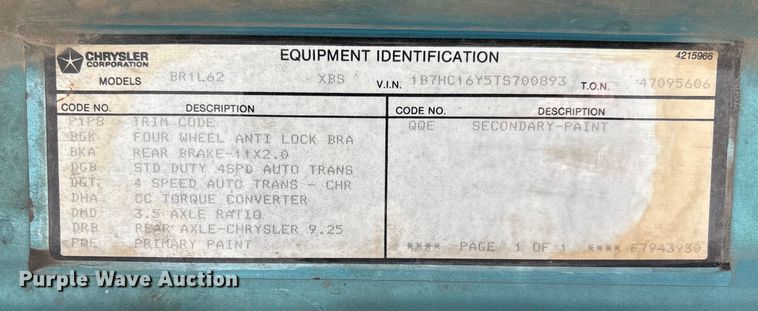 CHRYSLER CORPORATION EQUIPMENT IDENTIFICATION 4215966
MODELS BR1L62 XBS V.I.N. 1B7HC16Y5TS700893 T.O.N. 47095606
CODE NO. DESCRIPTION CODE NO. DESCRIPTION
P1P8 TRIM CODE QQE SECONDARY-PAINT
BGK FOUR WHEEL ANTI LOCK BRA
BKA REAR BRAKE-11X2.0
DGB STD DUTY 4SPD AUTO TRANS
DGT 4 SPEED AUTO TRANS - CHR
DHA CC TORQUE CONVERTER
DMD 3.5 AXLE RATIO
DRB REAR AXLE-CHRYSLER 9.25
PQE PRIMARY PAINT **** PAGE 1 OF 1 **** F7943930
Purple Wave Auction